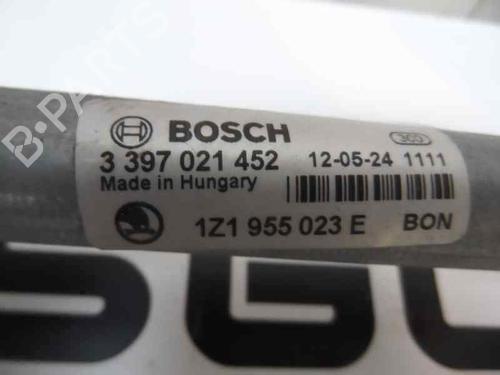 BOSCH
3 397 021 452 12-05-24 1111
Made in Hungary
1Z1 955 023 E BON